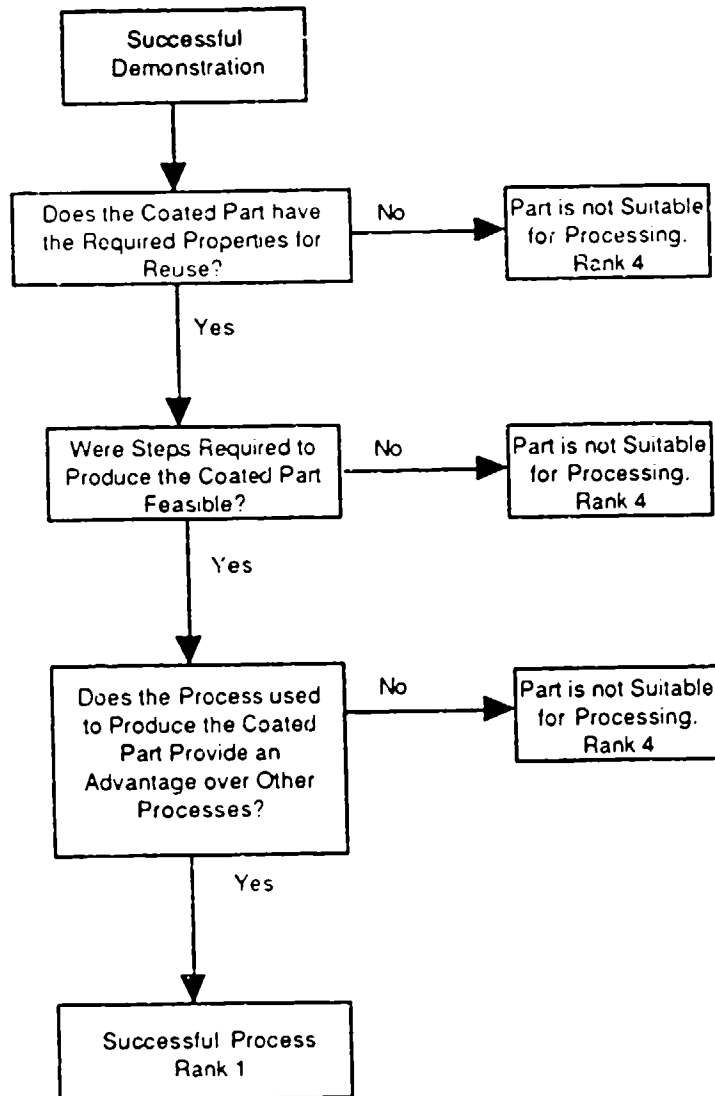 Successful
Demonstration
Does the Coated Part have
the Required Properties for
Reuse?
No
Part is not Suitable
for Processing.
Rank 4
Yes
Were Steps Required to
Produce the Coated Part
Feasible?
No
Part is not Suitable
for Processing.
Rank 4
Yes
Does the Process used
to Produce the Coated
Part Provide an
Advantage over Other
Processes?
No
Part is not Suitable
for Processing.
Rank 4
Yes
Successful Process
Rank 1